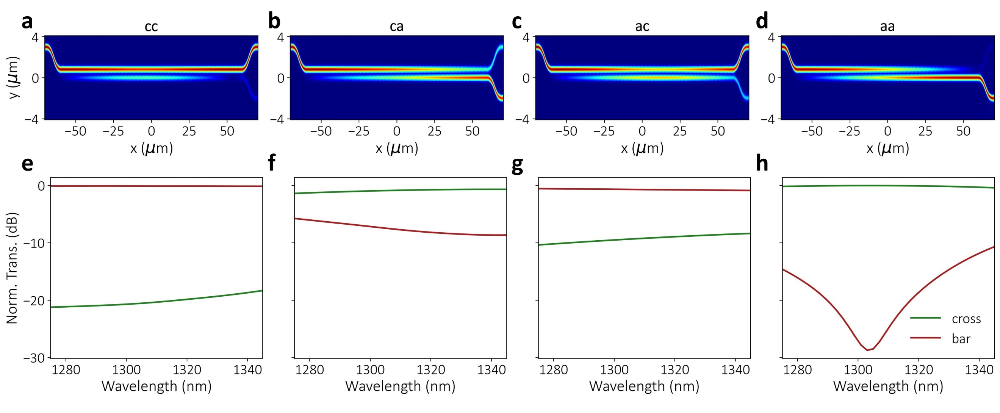 a b c d
cc ca ac aa
4 4 4 4
0 0 0 0
−4 −4 −4 −4
y (μm)
−50 −25 0 25 50 −50 −25 0 25 50 −50 −25 0 25 50 −50 −25 0 25 50
x (μm) x (μm) x (μm) x (μm)
e f g h
0
−10
−20
−30
Norm. Trans. (dB)
cross
bar
1280 1300 1320 1340 1280 1300 1320 1340 1280 1300 1320 1340 1280 1300 1320 1340
Wavelength (nm) Wavelength (nm) Wavelength (nm) Wavelength (nm)